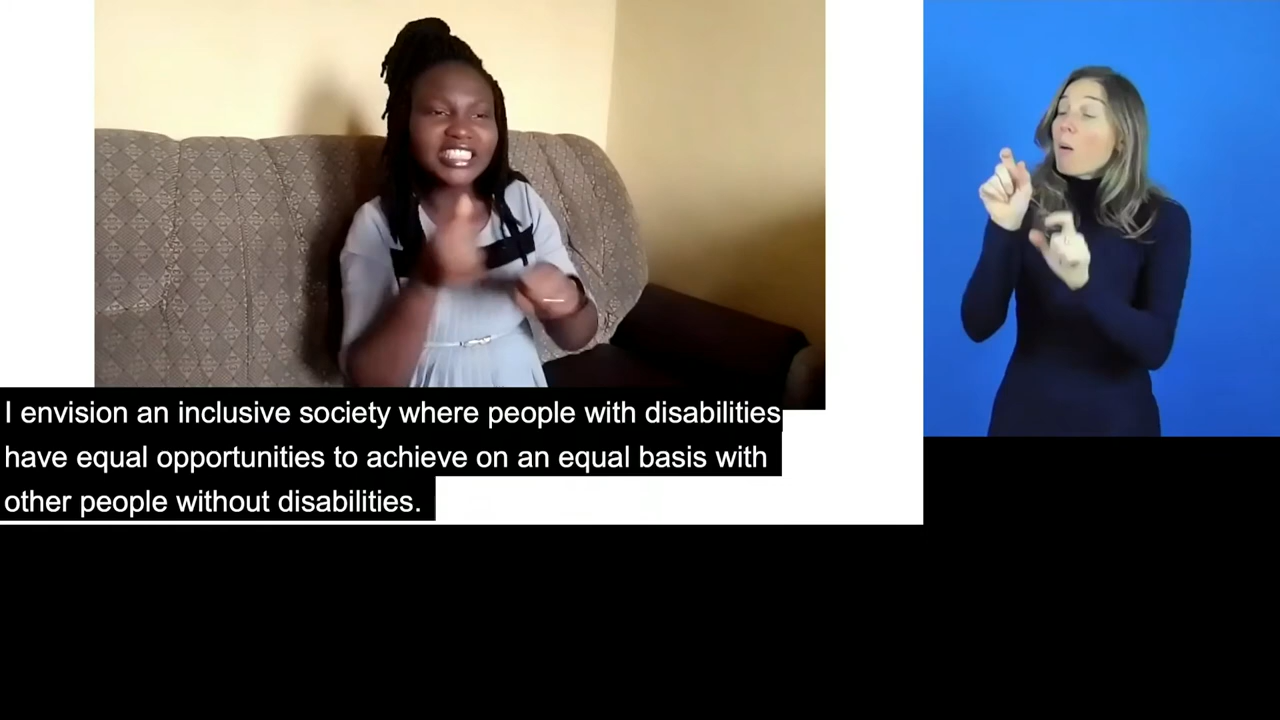 I envision an inclusive society where people with disabilities
have equal opportunities to achieve on an equal basis with
other people without disabilities.